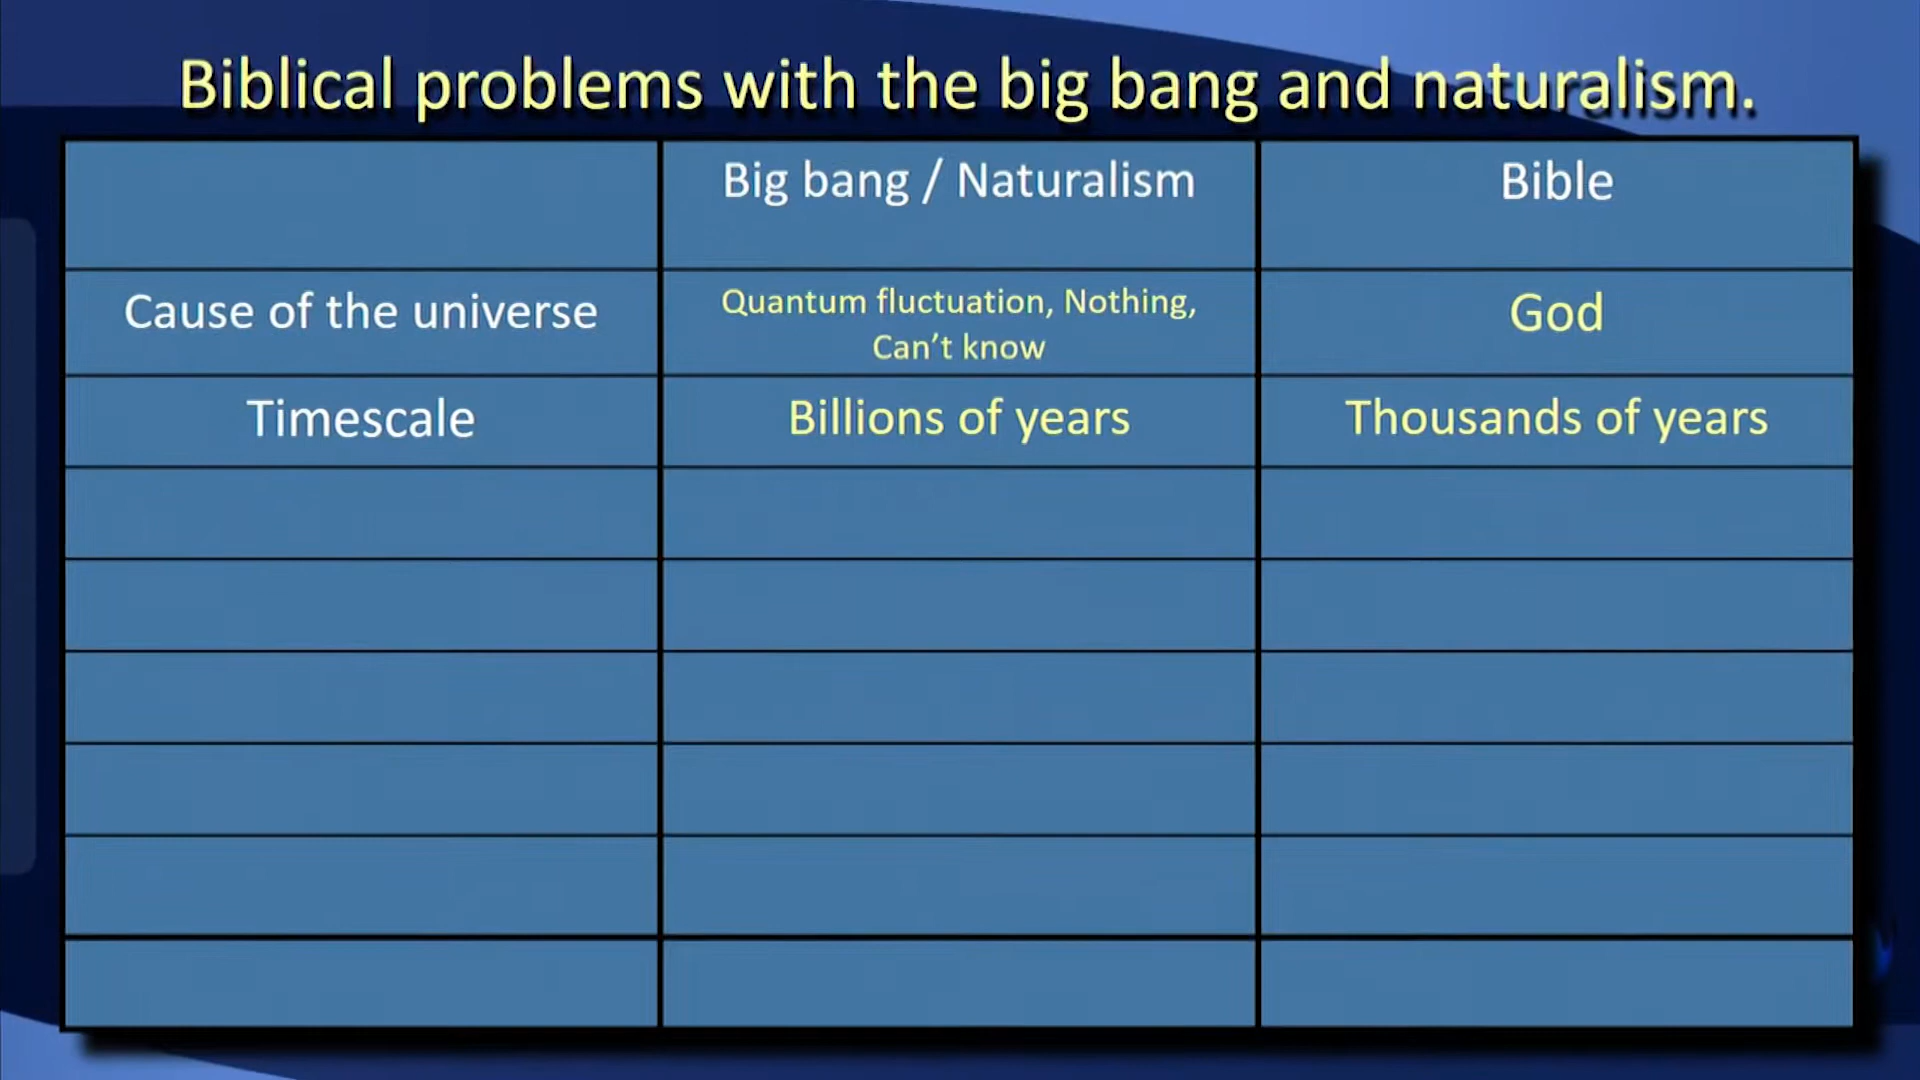 Biblical problems with the big bang and naturalism.
Big bang / Naturalism
Bible
Cause of the universe
Quantum fluctuation, Nothing,
Can’t know
God
Timescale
Billions of years
Thousands of years